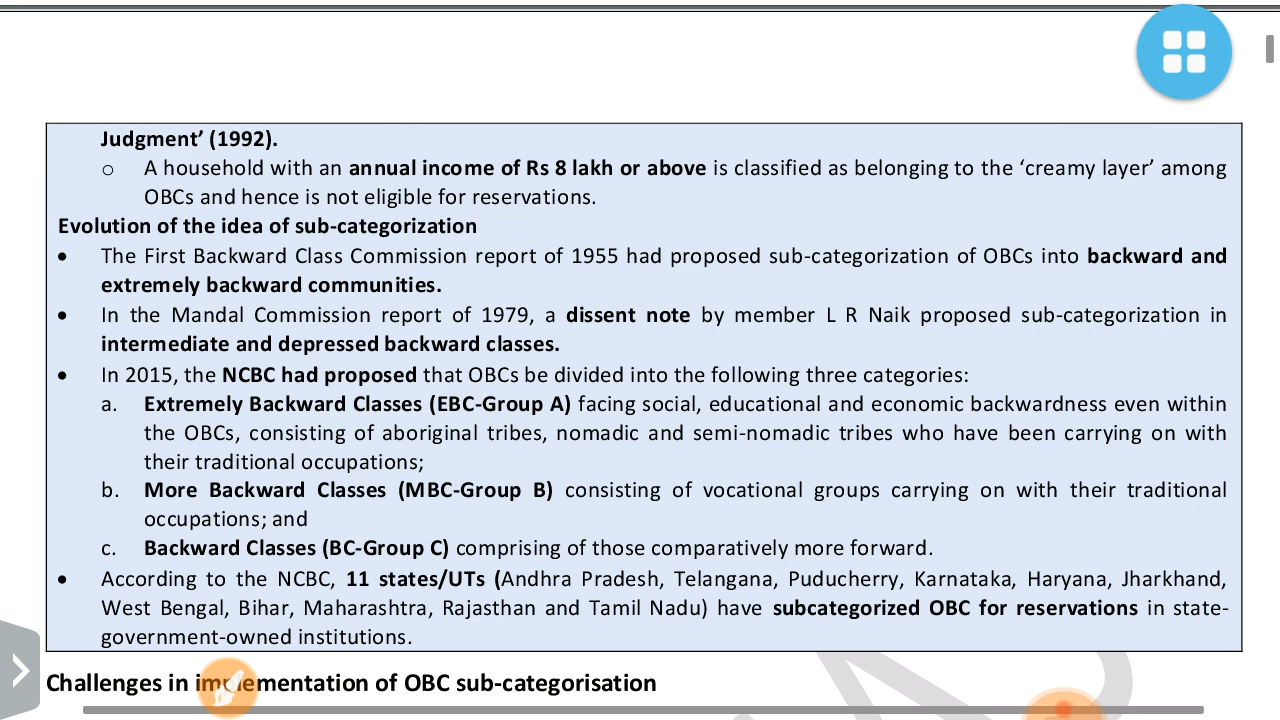 Judgment’ (1992).
o A household with an annual income of Rs 8 lakh or above is classified as belonging to the ‘creamy layer’ among
OBCs and hence is not eligible for reservations.
Evolution of the idea of sub-categorization
• The First Backward Class Commission report of 1955 had proposed sub-categorization of OBCs into backward and
extremely backward communities.
• In the Mandal Commission report of 1979, a dissent note by member L R Naik proposed sub-categorization in
intermediate and depressed backward classes.
• In 2015, the NCBC had proposed that OBCs be divided into the following three categories:
a. Extremely Backward Classes (EBC-Group A) facing social, educational and economic backwardness even within
the OBCs, consisting of aboriginal tribes, nomadic and semi-nomadic tribes who have been carrying on with
their traditional occupations;
b. More Backward Classes (MBC-Group B) consisting of vocational groups carrying on with their traditional
occupations; and
c. Backward Classes (BC-Group C) comprising of those comparatively more forward.
• According to the NCBC, 11 states/UTs (Andhra Pradesh, Telangana, Puducherry, Karnataka, Haryana, Jharkhand,
West Bengal, Bihar, Maharashtra, Rajasthan and Tamil Nadu) have subcategorized OBC for reservations in state-
government-owned institutions.
Challenges in implementation of OBC sub-categorisation